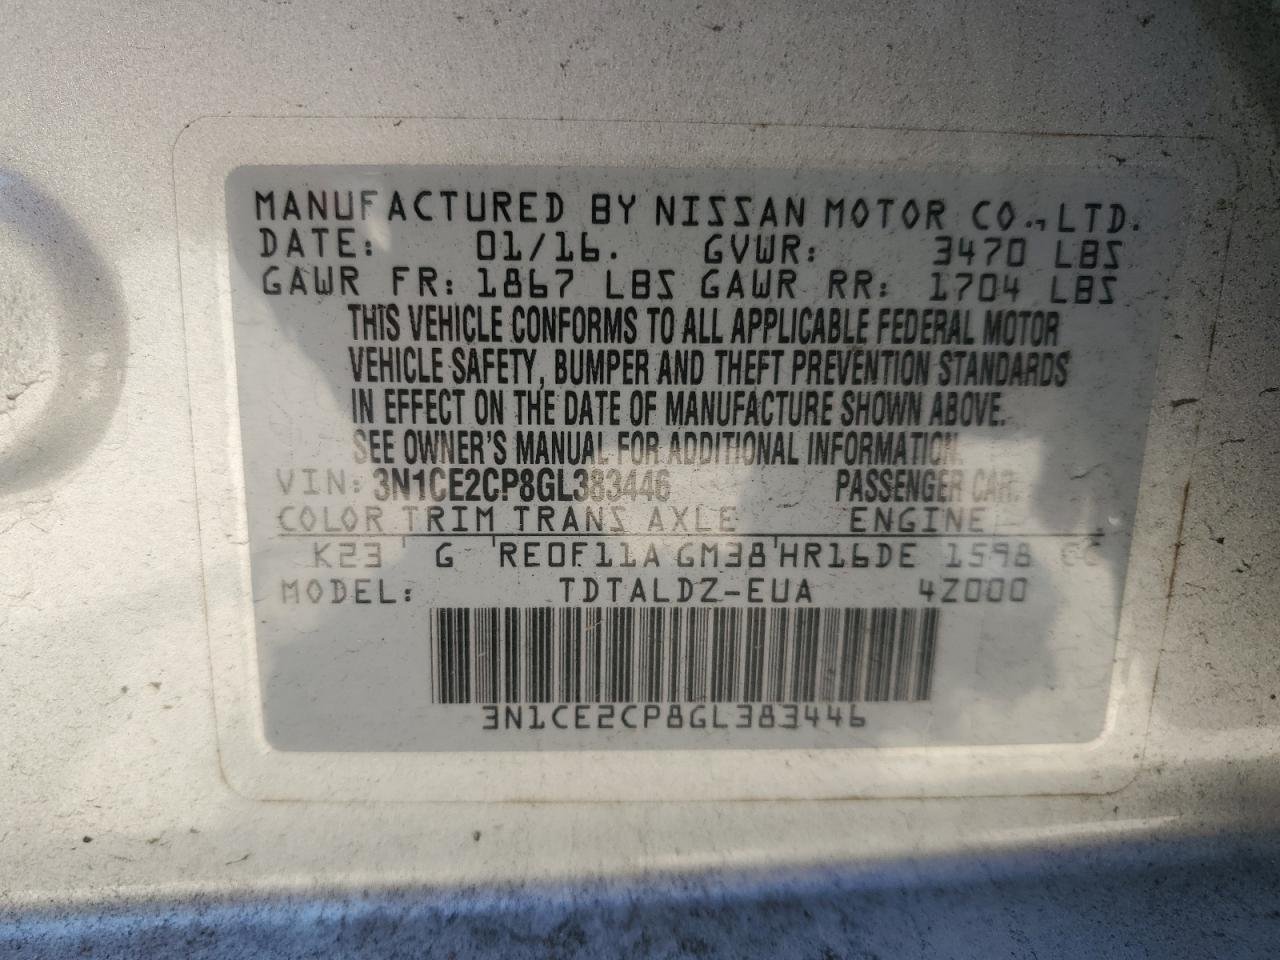 MANUFACTURED BY NISSAN MOTOR CO., LTD.
DATE: 01/16. GVWR: 3470 LBS
GAWR FR: 1867 LBS GAWR RR: 1704 LBS
THIS VEHICLE CONFORMS TO ALL APPLICABLE FEDERAL MOTOR
VEHICLE SAFETY, BUMPER AND THEFT PREVENTION STANDARDS
IN EFFECT ON THE DATE OF MANUFACTURE SHOWN ABOVE.
SEE OWNER'S MANUAL FOR ADDITIONAL INFORMATION.
VIN: 3N1CE2CP8GL383446 PASSENGER CAR.
COLOR TRIM TRANS AXLE ENGINE
K23 G RE0F11A GM38 HR16DE 1598 CC
MODEL: TDTALDZ-EUA 4Z000
3N1CE2CP8GL383446